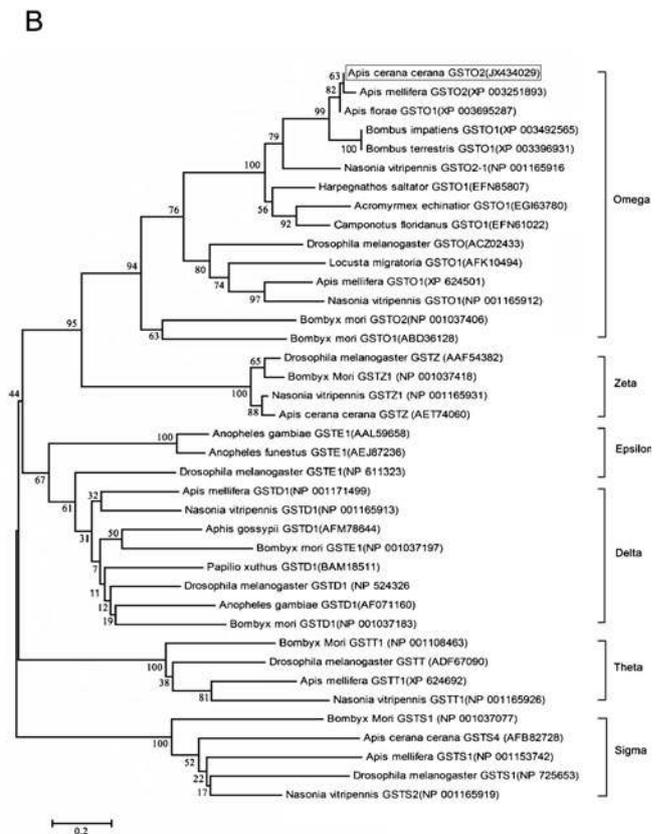 B
Apis cerana cerana GSTO2(JX434029)
63
82
Apis mellifera GSTO2(XP 003251893)
Apis florae GSTO1(XP 003695287)
99
Bombus impatiens GSTO1(XP 003492565)
79
100
Bombus terrestris GSTO1(XP 003396931)
100
Nasonia vitripennis GSTO2-1(NP 001165916
Harpegnathos saltator GSTO1(EFN85807)
Omega
56
Acromyrmex echinatior GSTO1(EGI63780)
76
92
Camponotus floridanus GSTO1(EFN61022)
Drosophila melanogaster GSTO(ACZ02433)
94
80
Locusta migratoria GSTO1(AFK10494)
74
Apis mellifera GSTO1(XP 624501)
97
Nasonia vitripennis GSTO1(NP 001165912)
95
Bombyx mori GSTO2(NP 001037406)
63
Bombyx mori GSTO1(ABD36128)
65
Drosophila melanogaster GSTZ (AAF54382)
Bombyx Mori GSTZ1 (NP 001037418)
Zeta
44
100
Nasonia vitripennis GSTZ1 (NP 001165931)
88
Apis cerana cerana GSTZ (AET74060)
100
Anopheles gambiae GSTE1(AAL59658)
Anopheles funestus GSTE1(AEJ87236)
Epsilon
67
Drosophila melanogaster GSTE1(NP 611323)
61
32
Apis mellifera GSTD1(NP 001171499)
Nasonia vitripennis GSTD1(NP 001165913)
31
50
Aphis gossypii GSTD1(AFM78644)
Bombyx mori GSTE1(NP 001037197)
Delta
7
Papilio xuthus GSTD1(BAM18511)
11
Drosophila melanogaster GSTD1 (NP 524326
12
Anopheles gambiae GSTD1(AF071160)
19
Bombyx mori GSTD1(NP 001037183)
Bombyx Mori GSTT1 (NP 001108463)
100
Drosophila melanogaster GSTT (ADF67090)
Theta
38
Apis mellifera GSTT1(XP 624692)
81
Nasonia vitripennis GSTT1(NP 001165926)
Bombyx Mori GSTS1 (NP 001037077)
100
Apis cerana cerana GSTS4 (AFB82728)
52
Apis mellifera GSTS1(NP 001153742)
Sigma
22
Drosophila melanogaster GSTS1(NP 725653)
17
Nasonia vitripennis GSTS2(NP 001165919)
0.2